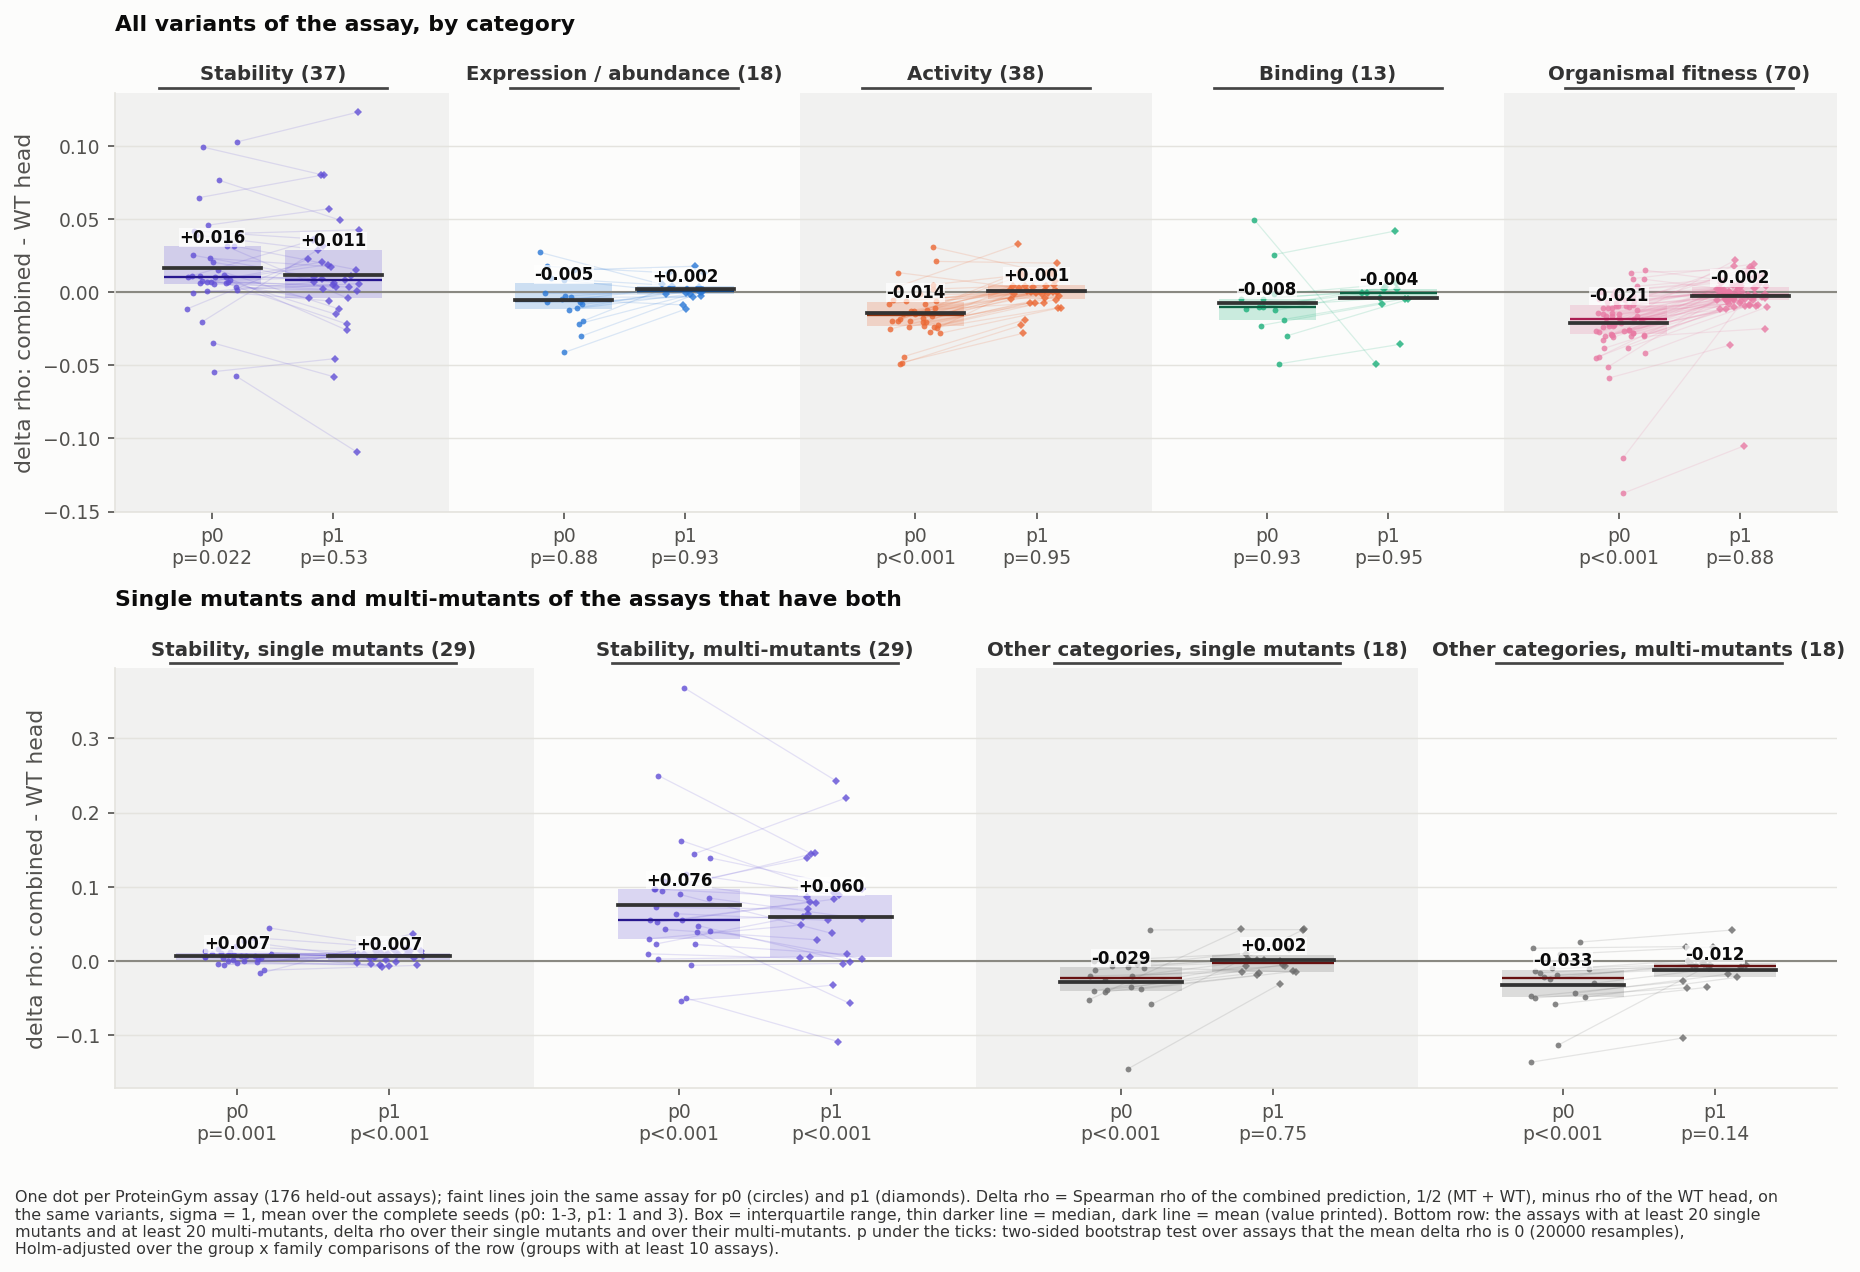 All variants of the assay, by category
Stability (37)
Expression / abundance (18)
Activity (38)
Binding (13)
Organismal fitness (70)
delta rho: combined - WT head
0.10
0.05
0.00
−0.05
−0.10
−0.15
+0.016
+0.011
-0.005
+0.002
-0.014
+0.001
-0.008
-0.004
-0.021
-0.002
p0
p=0.022
p1
p=0.53
p0
p=0.88
p1
p=0.93
p0
p<0.001
p1
p=0.95
p0
p=0.93
p1
p=0.95
p0
p<0.001
p1
p=0.88
Single mutants and multi-mutants of the assays that have both
Stability, single mutants (29)
Stability, multi-mutants (29)
Other categories, single mutants (18)
Other categories, multi-mutants (18)
delta rho: combined - WT head
0.3
0.2
0.1
0.0
−0.1
+0.007
+0.007
+0.076
+0.060
-0.029
+0.002
-0.033
-0.012
p0
p=0.001
p1
p<0.001
p0
p<0.001
p1
p<0.001
p0
p<0.001
p1
p=0.75
p0
p<0.001
p1
p=0.14
One dot per ProteinGym assay (176 held-out assays); faint lines join the same assay for p0 (circles) and p1 (diamonds). Delta rho = Spearman rho of the combined prediction, 1/2 (MT + WT), minus rho of the WT head, on
the same variants, sigma = 1, mean over the complete seeds (p0: 1-3, p1: 1 and 3). Box = interquartile range, thin darker line = median, dark line = mean (value printed). Bottom row: the assays with at least 20 single
mutants and at least 20 multi-mutants, delta rho over their single mutants and over their multi-mutants. p under the ticks: two-sided bootstrap test over assays that the mean delta rho is 0 (20000 resamples),
Holm-adjusted over the group x family comparisons of the row (groups with at least 10 assays).